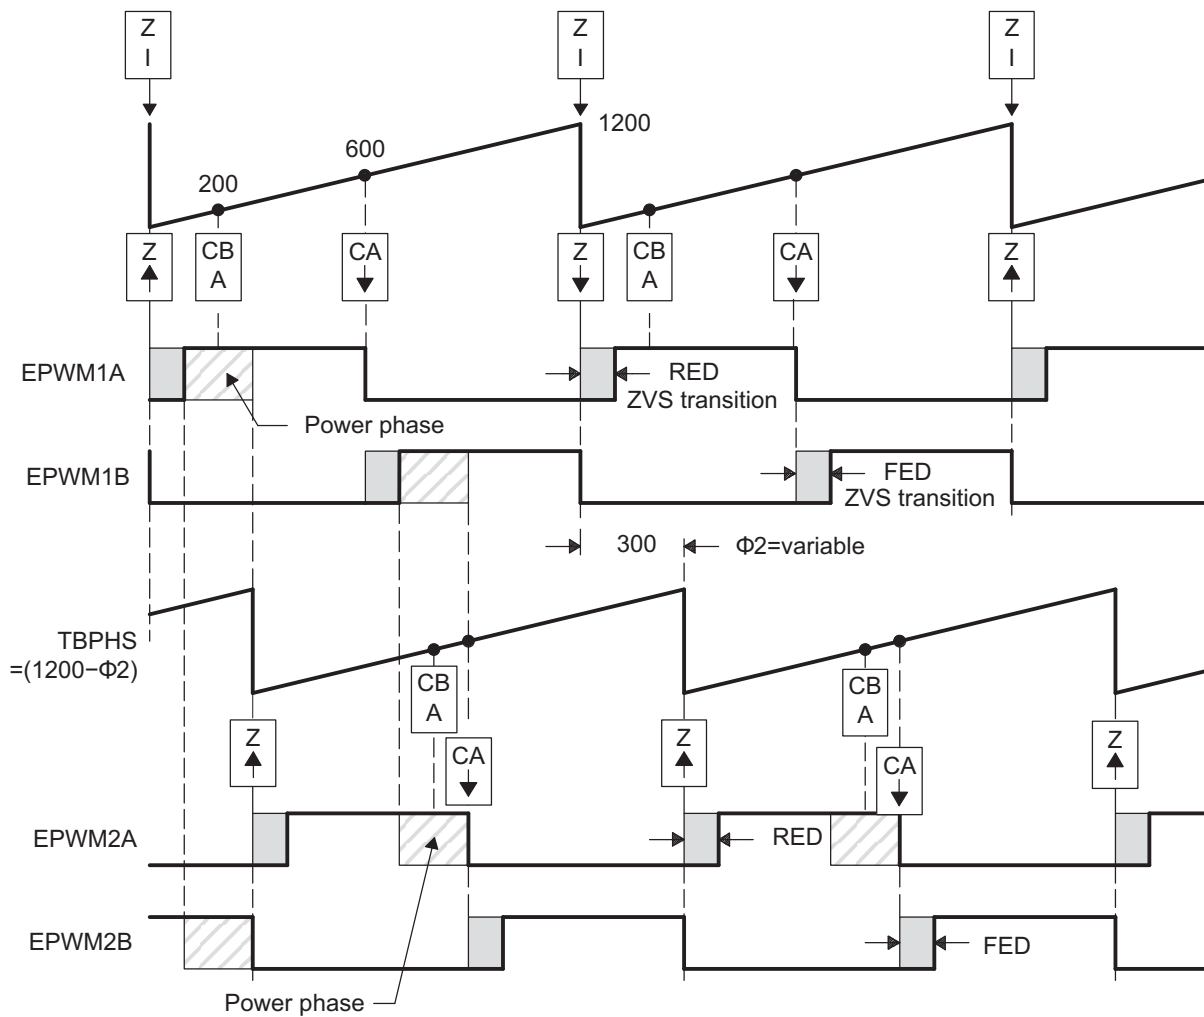 Z
I
Z
I
Z
I
1200
600
200
Z
CB
A
CA
Z
CB
A
CA
Z
EPWM1A
RED
ZVS transition
Power phase
EPWM1B
FED
ZVS transition
300
Φ2=variable
TBPHS
=(1200−Φ2)
CB
A
CB
A
Z
CA
Z
CA
Z
EPWM2A
RED
EPWM2B
FED
Power phase